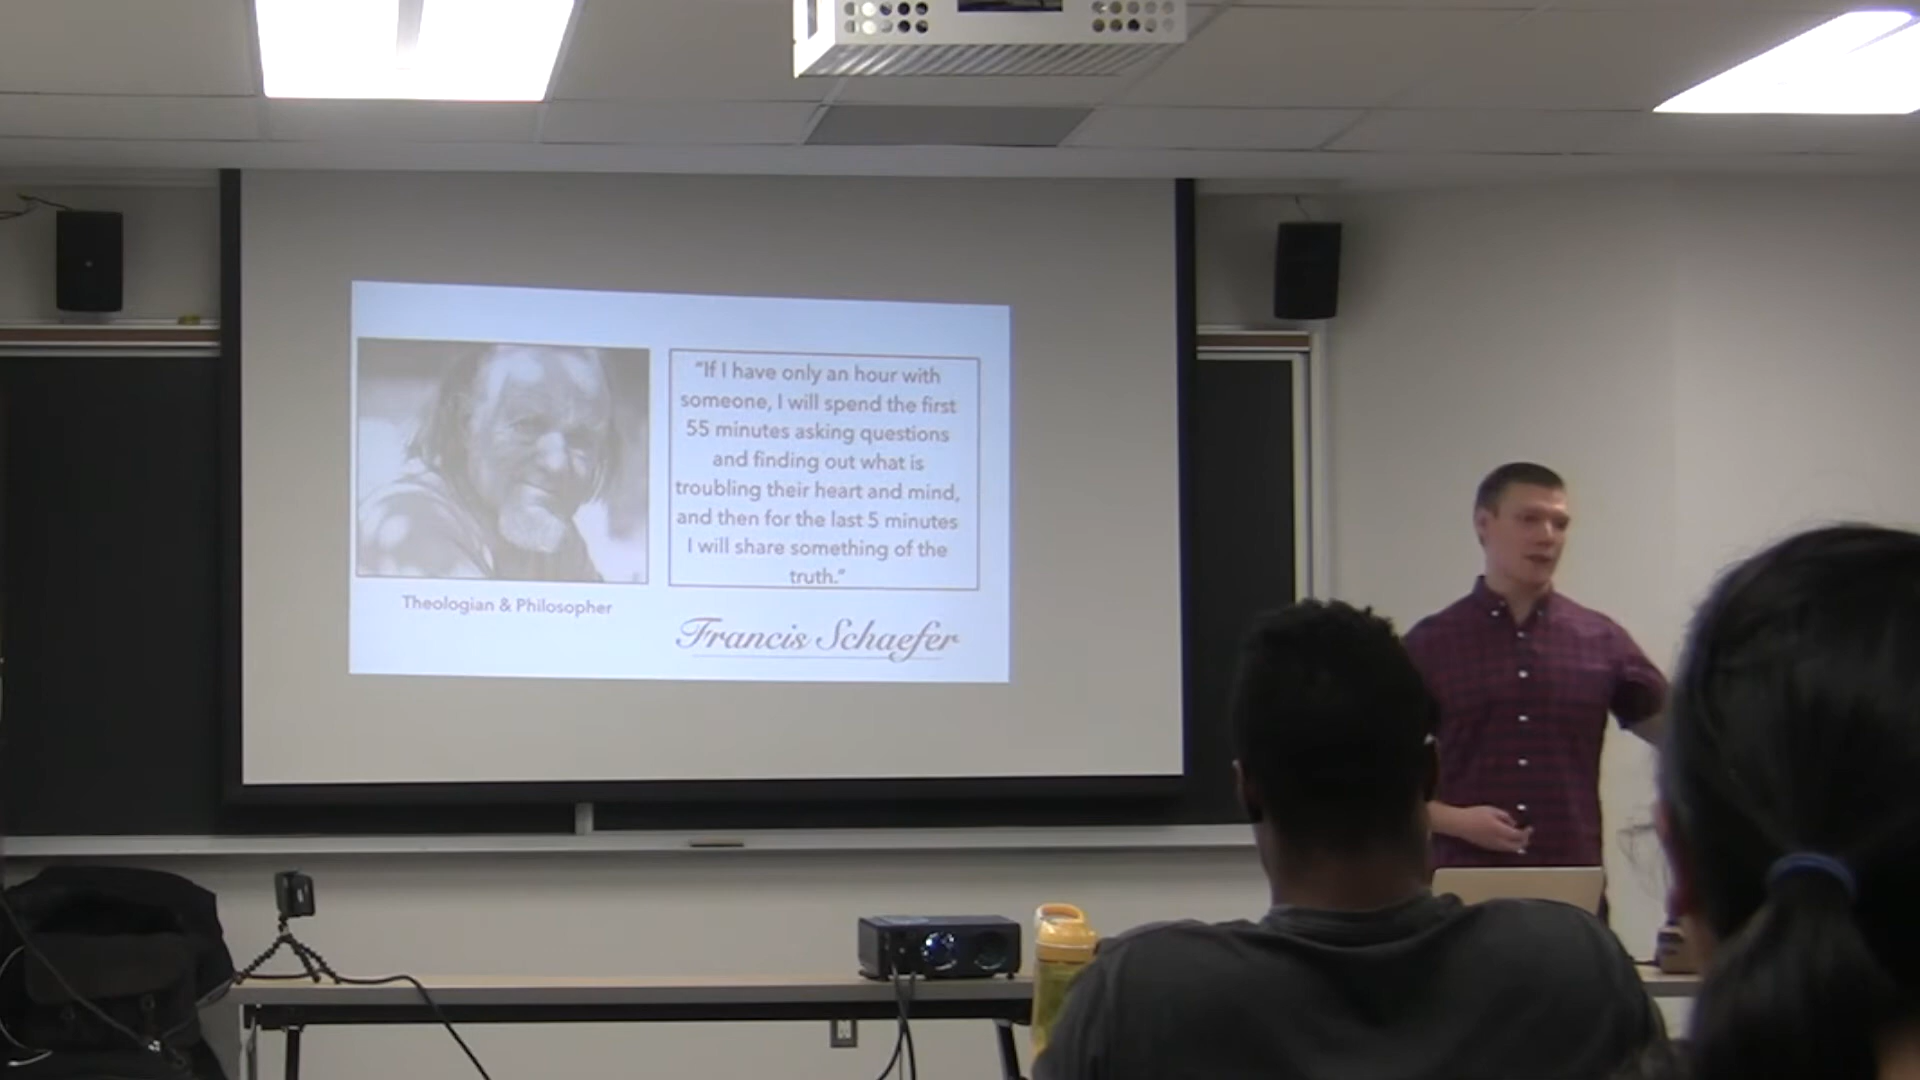 “If I have only an hour with
someone, I will spend the first
55 minutes asking questions
and finding out what is
troubling their heart and mind,
and then for the last 5 minutes
I will share something of the
truth.”
Theologian & Philosopher
Francis Schaefer